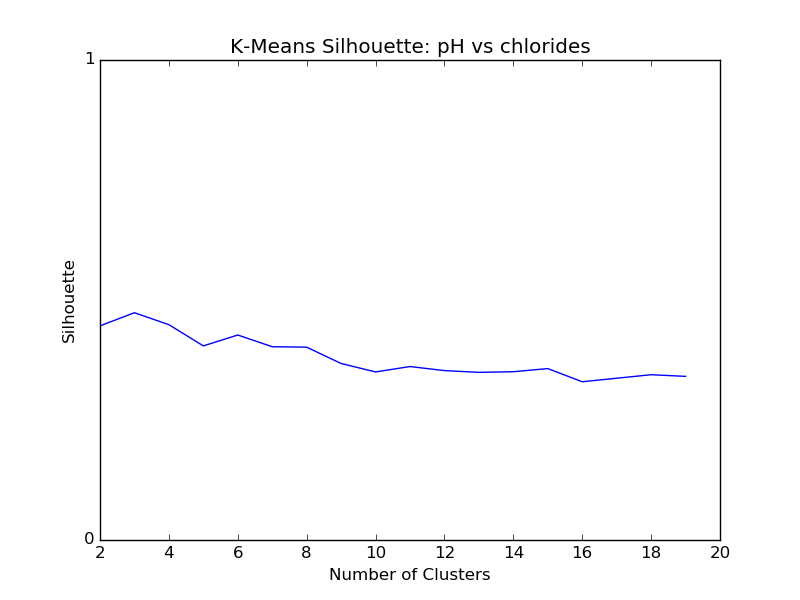 K-Means Silhouette: pH vs chlorides
1
Silhouette
0
2 4 6 8 10 12 14 16 18 20
Number of Clusters